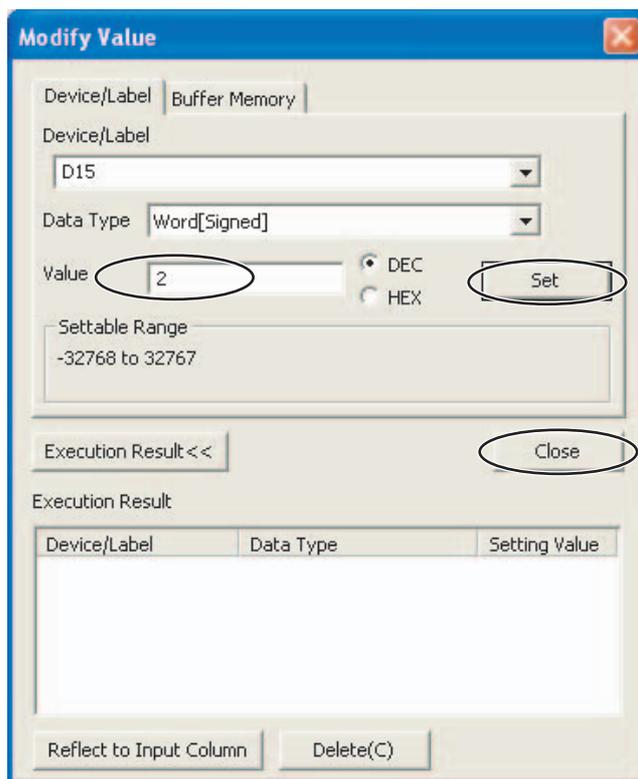 Modify Value
Device/Label Buffer Memory
Device/Label
D15
Data Type Word[Signed]
Value 2 DEC Set
HEX
Settable Range
-32768 to 32767
Execution Result<< Close
Execution Result
Device/Label Data Type Setting Value
Reflect to Input Column Delete(C)